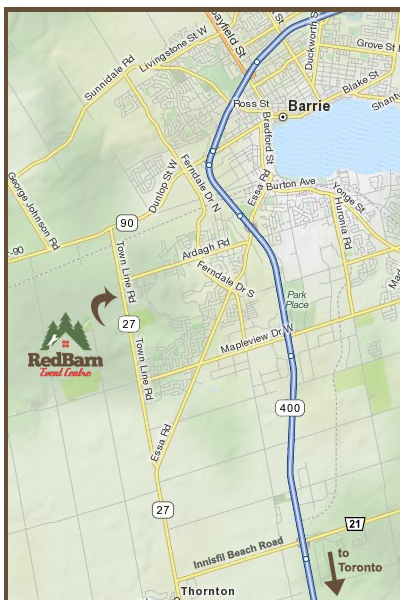 Bayfield St
St
Duckworth St
Livingstone St W
Grove St E
Sunnidale Rd
Blake St
Ross St
Shanty
Barrie
Bradford St
Ferndale Dr N
Dunlop St W
Essa Rd
Burton Ave
George Johnson Rd
Yonge St
Huronia Rd
90
90
Town Line Rd
Ardagh Rd
Ferndale Dr S
Park
Place
27
RedBarn
Event Centre
Town Line Rd
Mapleview Dr W
400
Essa Rd
27
21
Innisfil Beach Road
to
Toronto
Thornton